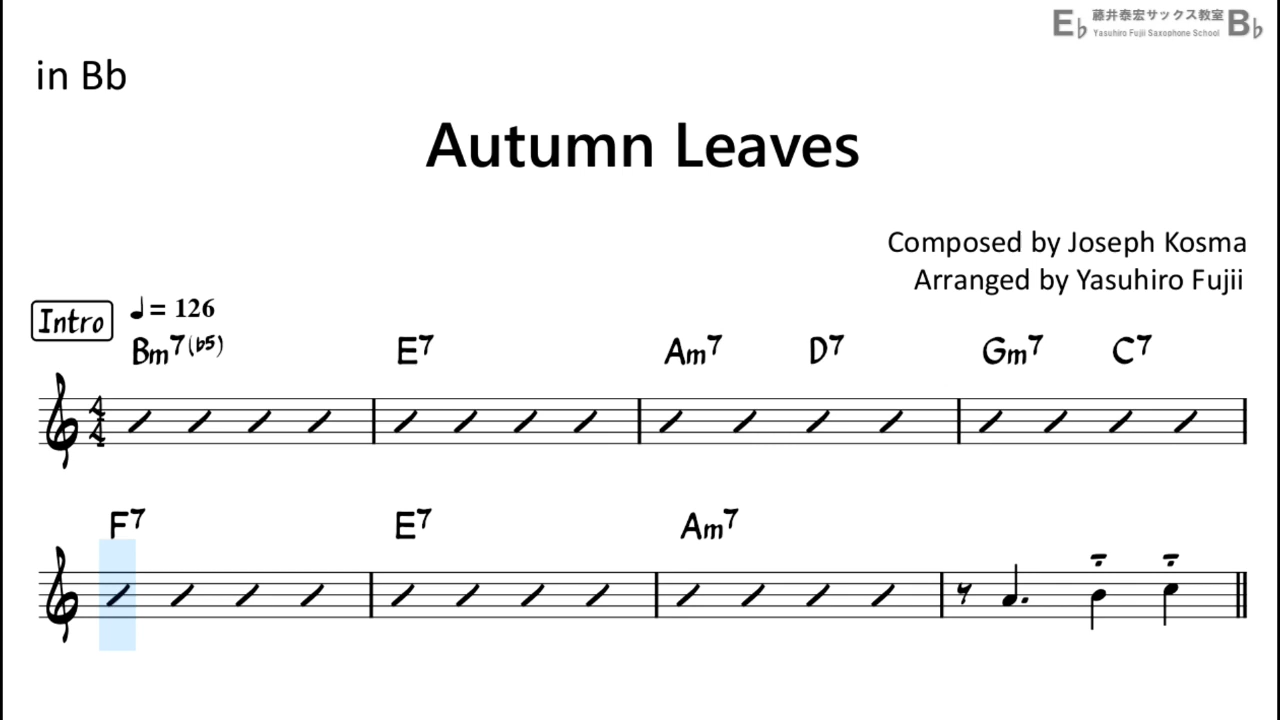 E♭ 藤井泰宏サックス教室 B♭
Yasuhiro Fujii Saxophone School
in Bb
Autumn Leaves
Composed by Joseph Kosma
Arranged by Yasuhiro Fujii
Intro ♩= 126
Bm7(♭5) E7 Am7 D7 Gm7 C7
4
4
F7 E7 Am7